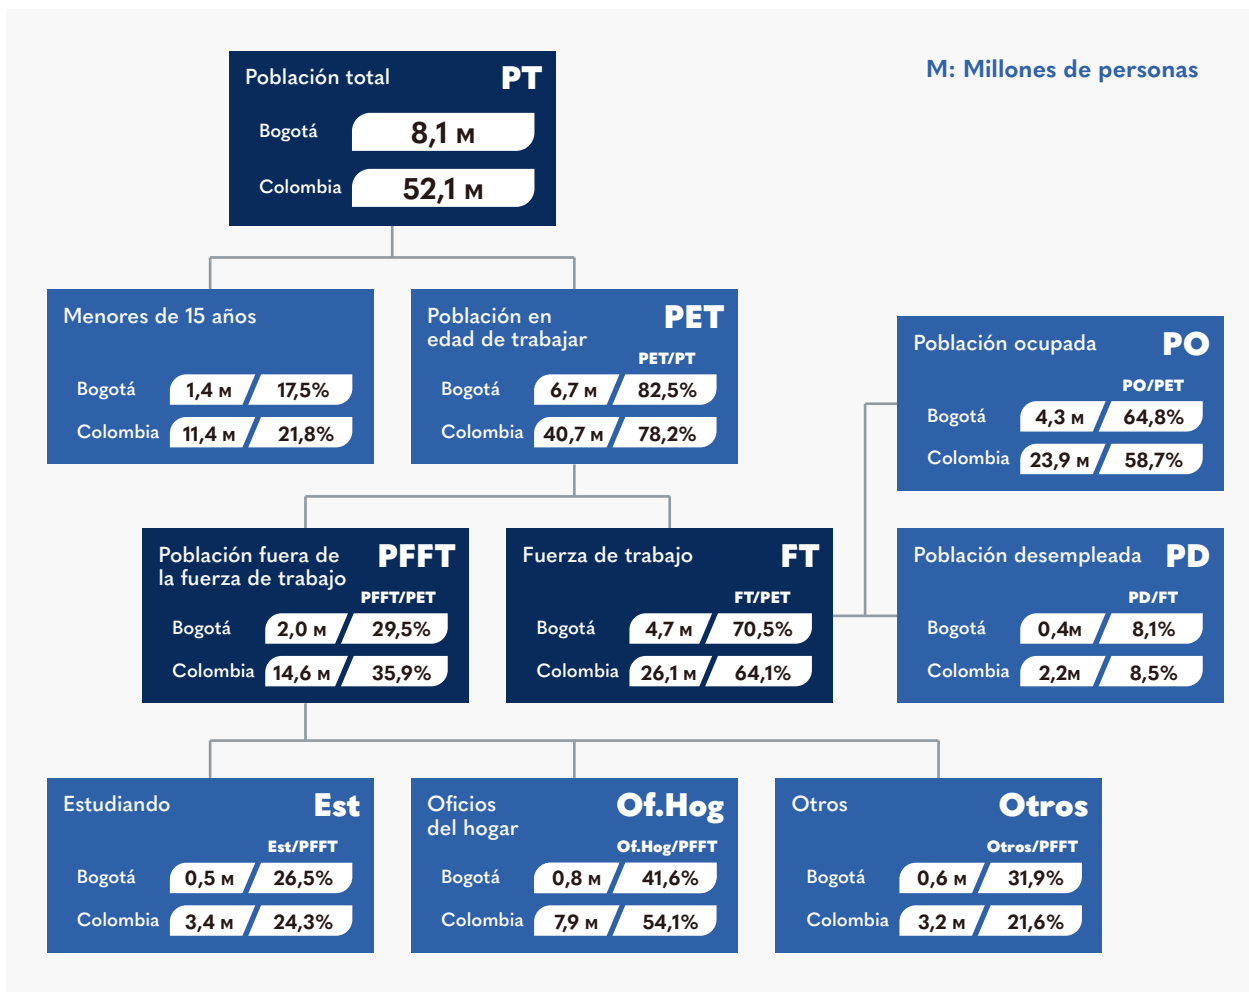 Población total PT
Bogotá 8,1 M
Colombia 52,1 M
M: Millones de personas
Menores de 15 años
Bogotá 1,4 M 17,5%
Colombia 11,4 M 21,8%
Población en
edad de trabajar PET
PET/PT
Bogotá 6,7 M 82,5%
Colombia 40,7 M 78,2%
Población ocupada PO
PO/PET
Bogotá 4,3 M 64,8%
Colombia 23,9 M 58,7%
Población fuera de
la fuerza de trabajo PFFT
PFFT/PET
Bogotá 2,0 M 29,5%
Colombia 14,6 M 35,9%
Fuerza de trabajo FT
FT/PET
Bogotá 4,7 M 70,5%
Colombia 26,1 M 64,1%
Población desempleada PD
PD/FT
Bogotá 0,4M 8,1%
Colombia 2,2M 8,5%
Estudiando Est
Est/PFFT
Bogotá 0,5 M 26,5%
Colombia 3,4 M 24,3%
Oficios
del hogar Of.Hog
Of.Hog/PFFT
Bogotá 0,8 M 41,6%
Colombia 7,9 M 54,1%
Otros Otros
Otros/PFFT
Bogotá 0,6 M 31,9%
Colombia 3,2 M 21,6%